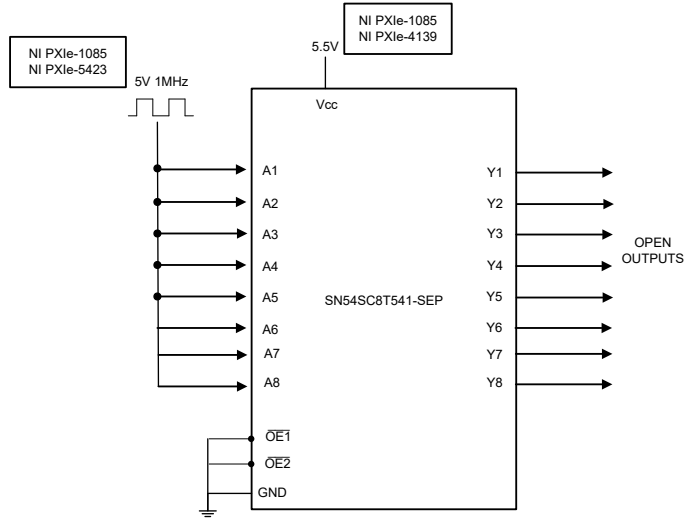 NI PXIe-1085
NI PXIe-4139
NI PXIe-1085
NI PXIe-5423
5.5V
5V 1MHz
Vcc
A1
A2
A3
A4
A5
A6
A7
A8
OE1
OE2
GND
SN54SC8T541-SEP
Y1
Y2
Y3
Y4
Y5
Y6
Y7
Y8
OPEN
OUTPUTS